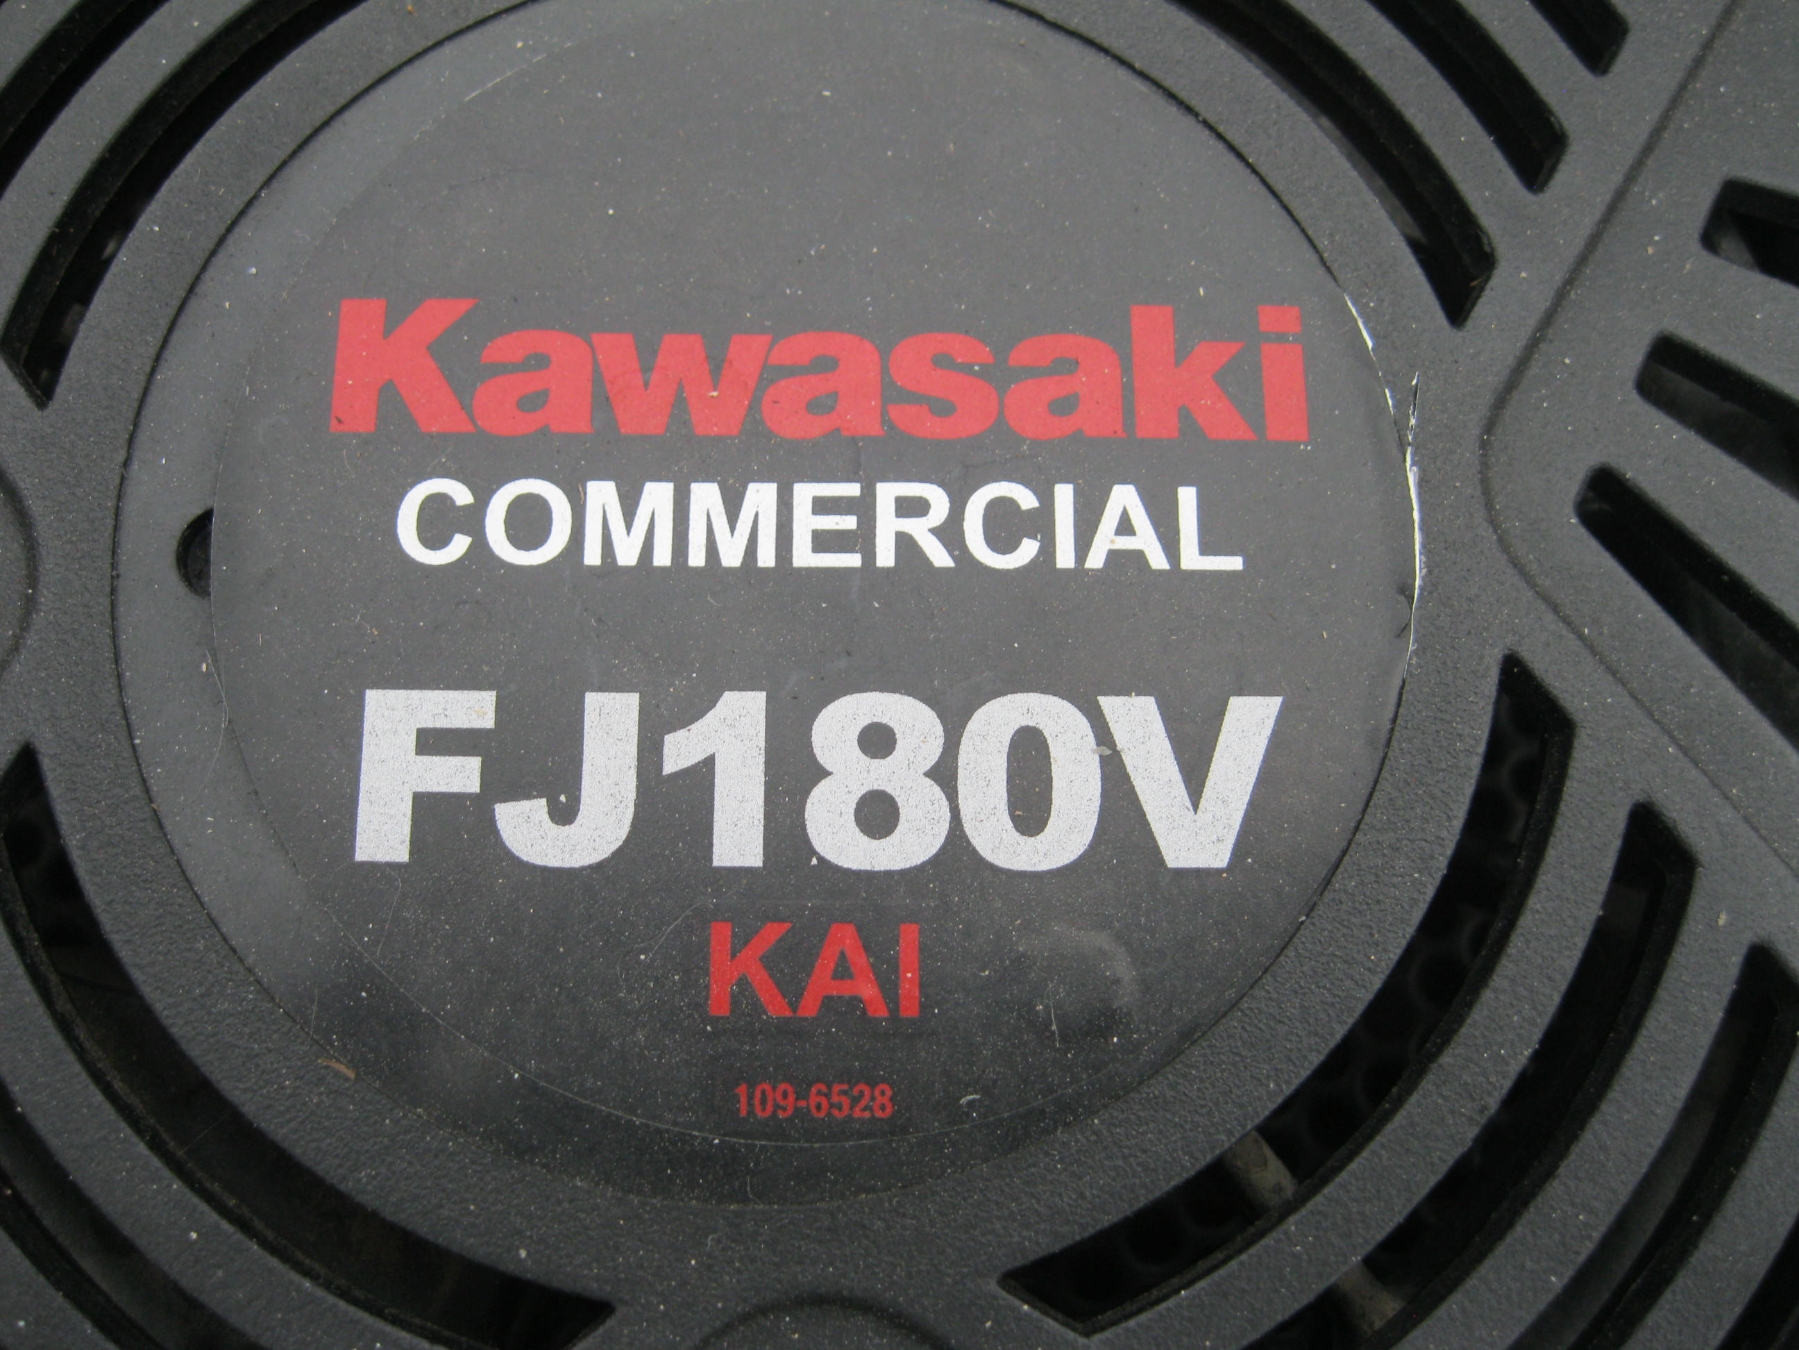 Kawasaki
COMMERCIAL
FJ180V
KAI
109-6528